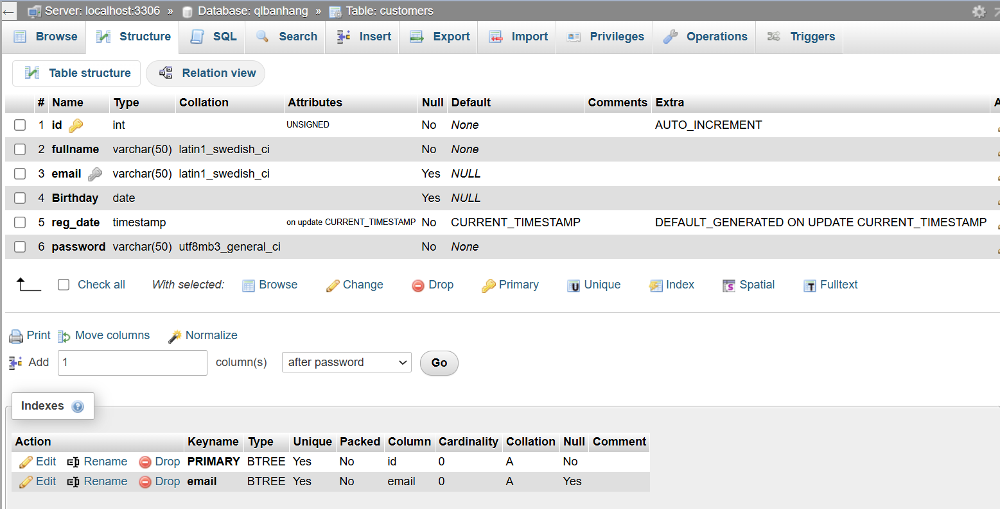 ← Server: localhost:3306 » Database: qlbanhang » Table: customers
Browse Structure SQL Search Insert Export Import Privileges Operations Triggers
Table structure Relation view
# Name Type Collation Attributes Null Default Comments Extra A
1 id int UNSIGNED No None AUTO_INCREMENT
2 fullname varchar(50) latin1_swedish_ci No None
3 email varchar(50) latin1_swedish_ci Yes NULL
4 Birthday date Yes NULL
5 reg_date timestamp on update CURRENT_TIMESTAMP No CURRENT_TIMESTAMP DEFAULT_GENERATED ON UPDATE CURRENT_TIMESTAMP
6 password varchar(50) utf8mb3_general_ci No None
Check all With selected: Browse Change Drop Primary U Unique Index S Spatial T Fulltext
Print Move columns Normalize
Add 1 column(s) after password Go
Indexes ?
Action Keyname Type Unique Packed Column Cardinality Collation Null Comment
Edit Rename Drop PRIMARY BTREE Yes No id 0 A No
Edit Rename Drop email BTREE Yes No email 0 A Yes